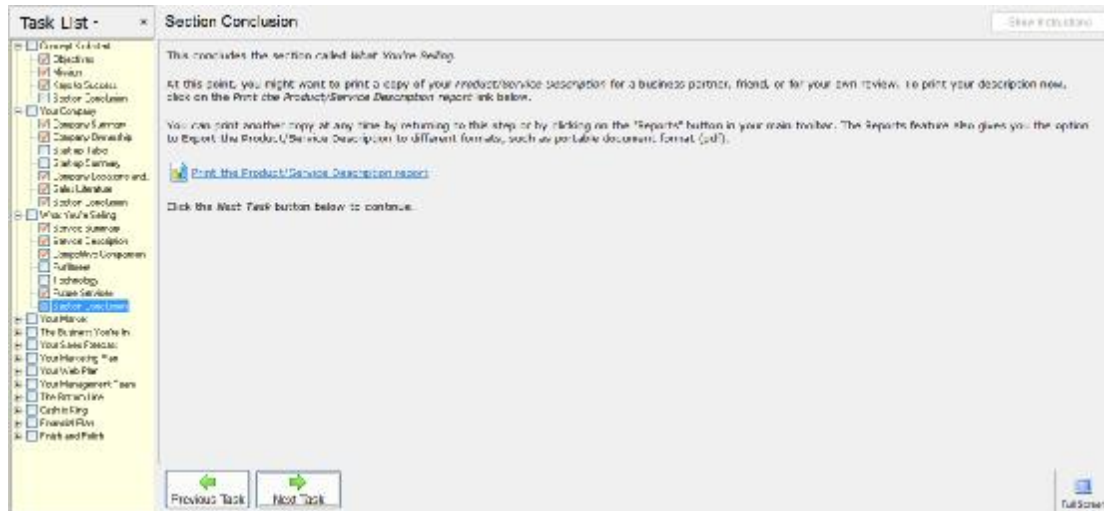 Task List
Section Conclusion
Show Instructions
Objectives
Mission
Keys to Success
Section Conclusion
Your Company
Company Summary
Company Ownership
Start-up Table
Start-up Summary
Company Locations and
Sales Literature
Section Conclusion
What You're Selling
Service Summary
Service Description
Competitive Comparison
Fulfillment
Technology
Future Services
Section Conclusion
Your Market
The Business You're In
Your Sales Forecast
Your Marketing Plan
Your Web Plan
Your Management Team
The Bottom Line
Cash is King
Financial Plan
Finish and Polish
This concludes the section called What You're Selling.
At this point, you might want to print a copy of your Product/Service Description for a business partner, friend, or for your own review. To print your description now,
click on the Print the Product/Service Description report link below.
You can print another copy at any time by returning to this step or by clicking on the "Reports" button in your main toolbar. The Reports feature also gives you the option
to Export the Product/Service Description to different formats, such as portable document format (pdf).
Print the Product/Service Description report
Click the Next Task button below to continue.
Previous Task
Next Task
Full Screen